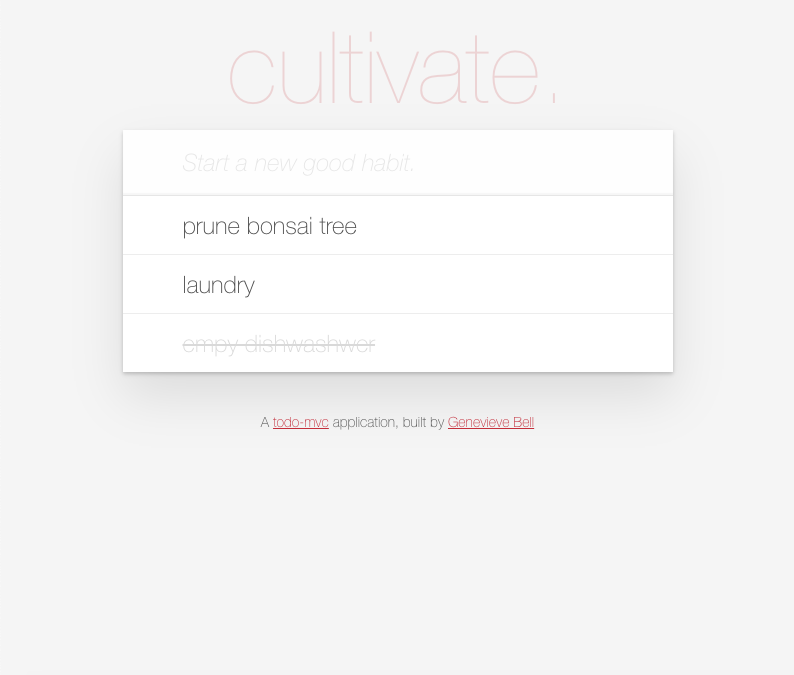 cultivate.
Start a new good habit.
prune bonsai tree
laundry
empy dishwashwer
A todo-mvc application, built by Genevieve Bell